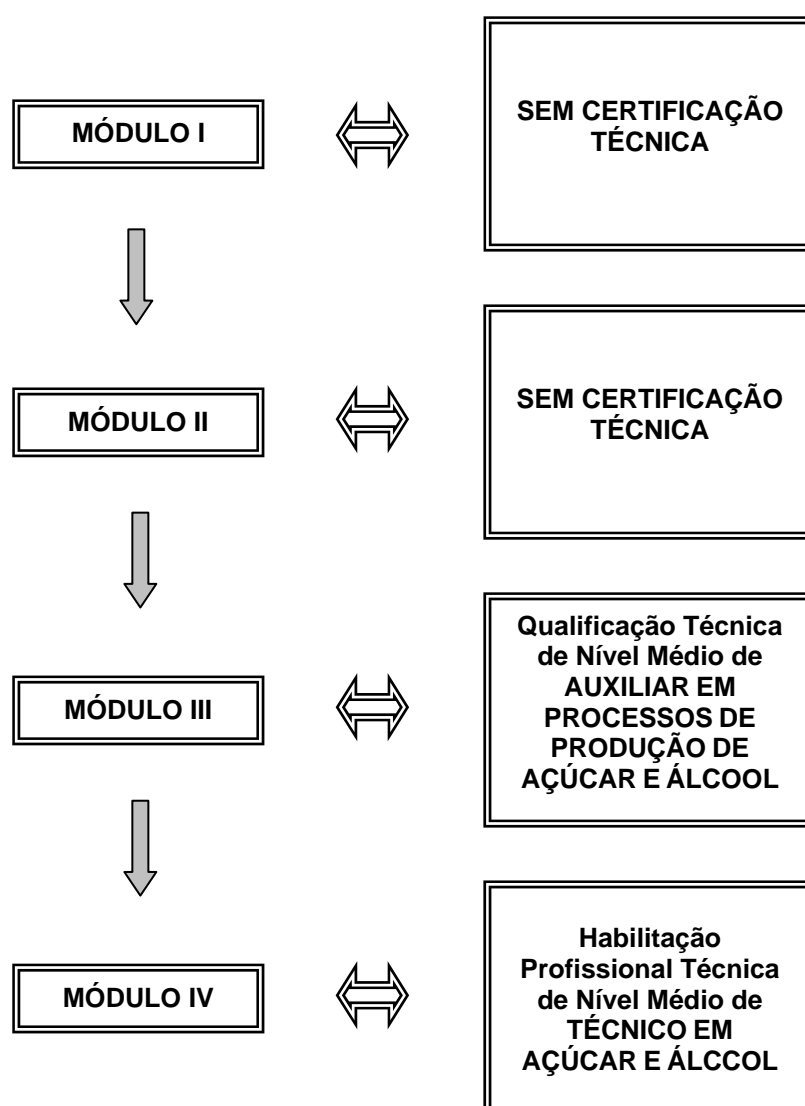 MÓDULO I
SEM CERTIFICAÇÃO
TÉCNICA
MÓDULO II
SEM CERTIFICAÇÃO
TÉCNICA
MÓDULO III
Qualificação Técnica
de Nível Médio de
AUXILIAR EM
PROCESSOS DE
PRODUÇÃO DE
AÇÚCAR E ÁLCOOL
MÓDULO IV
Habilitação
Profissional Técnica
de Nível Médio de
TÉCNICO EM
AÇÚCAR E ÁLCCOL